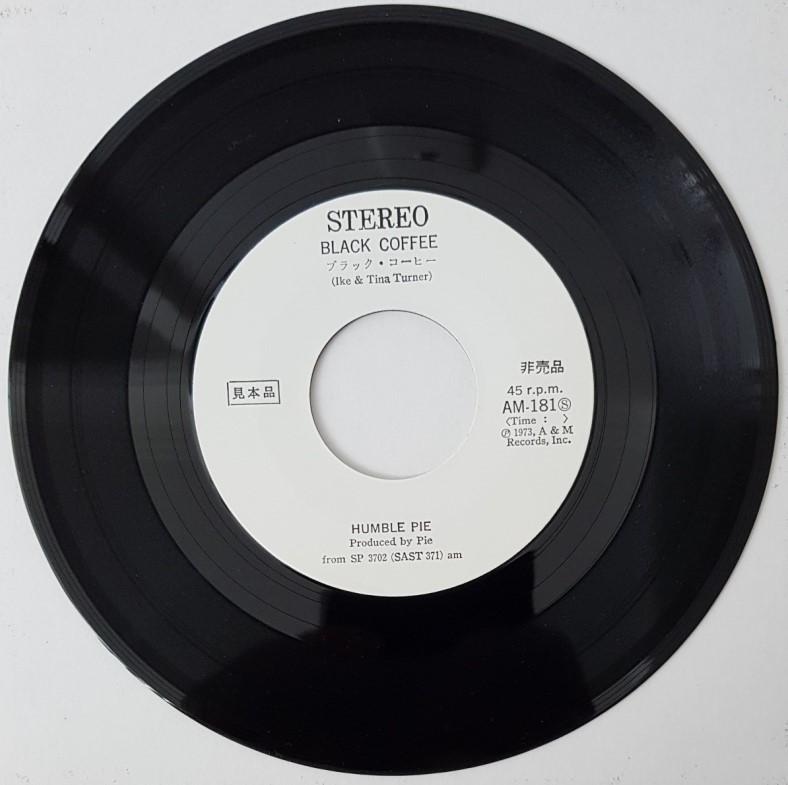 STEREO
BLACK COFFEE
ブラック・コーヒー
(Ike & Tina Turner)
見本品
非売品
45 r.p.m.
AM-181Ⓢ
〈Time : 〉
Ⓟ 1973, A & M
Records, Inc.
HUMBLE PIE
Produced by Pie
from SP 3702 (SAST 371) am